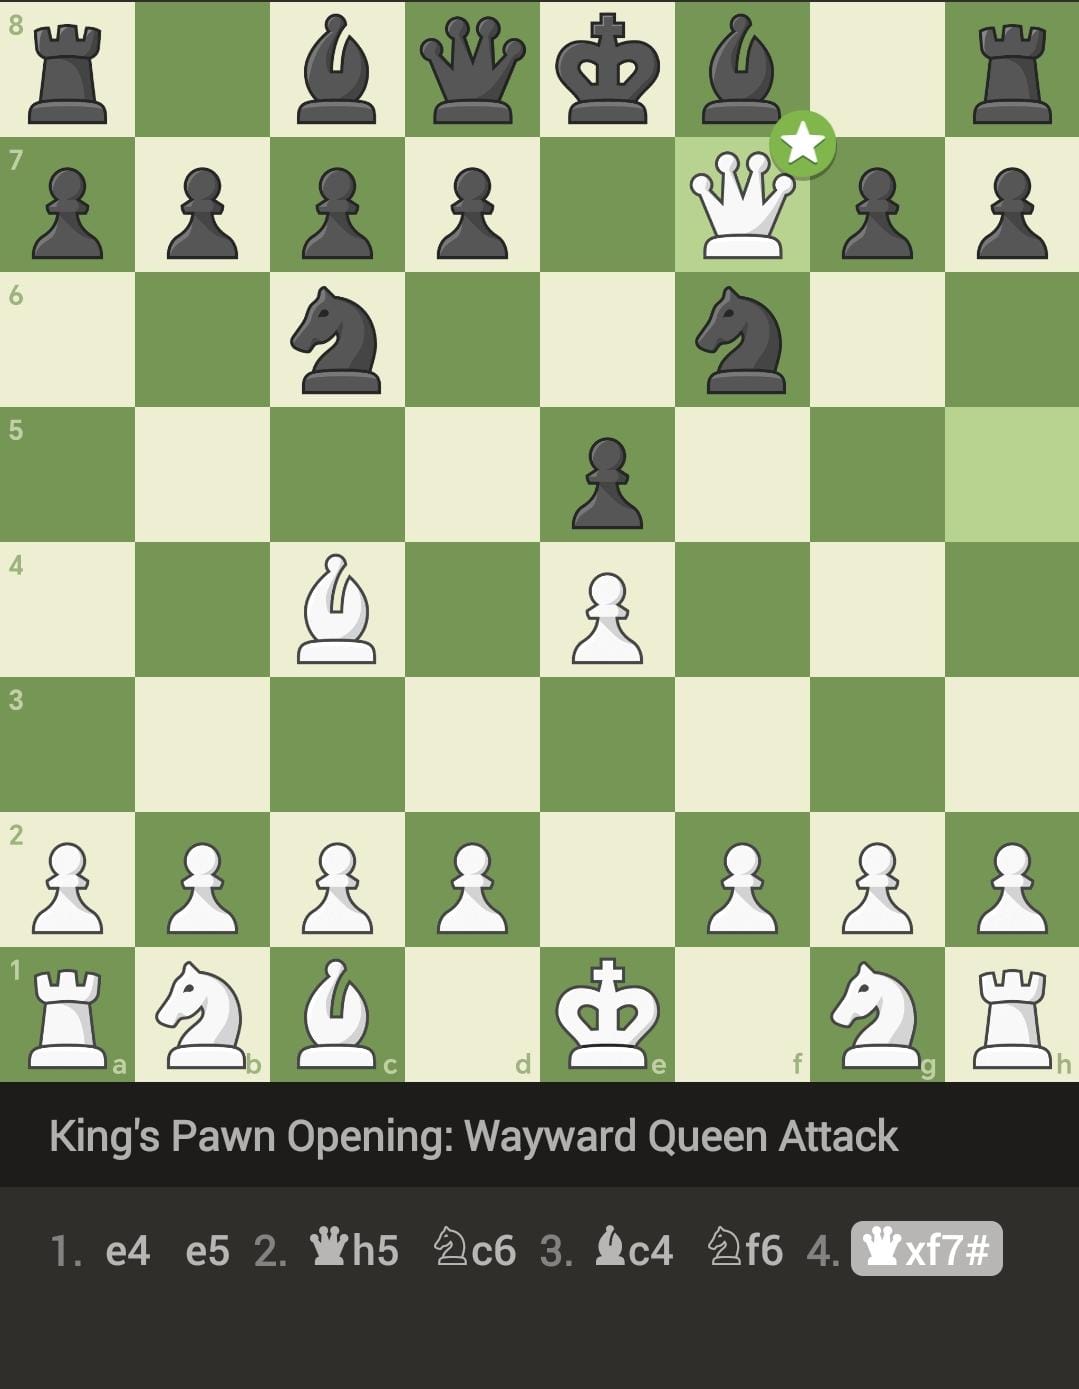 8
7
6
5
4
3
2
1
a b c d e f g h
King's Pawn Opening: Wayward Queen Attack
1. e4 e5 2. ♛h5 ♘c6 3. ♝c4 ♘f6 4. ♛xf7#